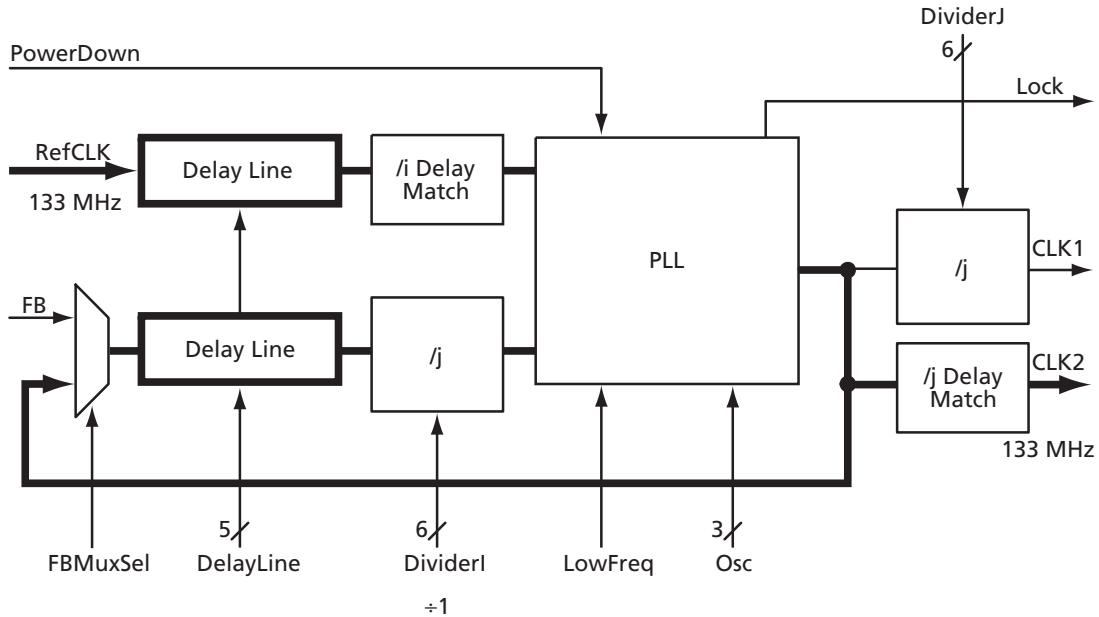 DividerJ
6
PowerDown
Lock
RefCLK
133 MHz
Delay Line
/i Delay
Match
PLL
/j
CLK1
FB
Delay Line
/j
/j Delay
Match
CLK2
133 MHz
5
6
3
FBMuxSel
DelayLine
DividerI
LowFreq
Osc
÷1